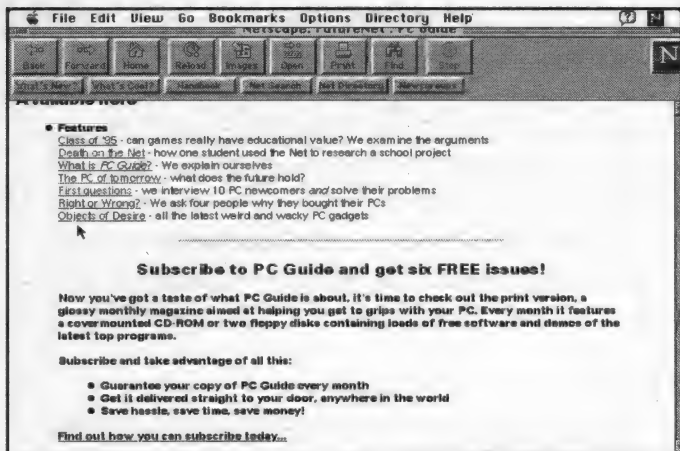 File Edit View Go Bookmarks Options Directory Help
Netscape: FutureNet : PC Guide
Back Forward Home Reload Images Open Print Find Stop
What's New? What's Cool? Handbook Net Search Net Directory Newsgroups
Available here
• Features
Class of '95 - can games really have educational value? We examine the arguments
Death on the Net - how one student used the Net to research a school project
What is PC Guide? - We explain ourselves
The PC of tomorrow - what does the future hold?
First questions - we interview 10 PC newcomers and solve their problems
Right or Wrong? - We ask four people why they bought their PCs
Objects of Desire - all the latest weird and wacky PC gadgets
Subscribe to PC Guide and get six FREE issues!
Now you've got a taste of what PC Guide is about, it's time to check out the print version, a
glossy monthly magazine aimed at helping you get to grips with your PC. Every month it features
a covermounted CD-ROM or two floppy disks containing loads of free software and demos of the
latest top programs.
Subscribe and take advantage of all this:
• Guarantee your copy of PC Guide every month
• Get it delivered straight to your door, anywhere in the world
• Save hassle, save time, save money!
Find out how you can subscribe today...